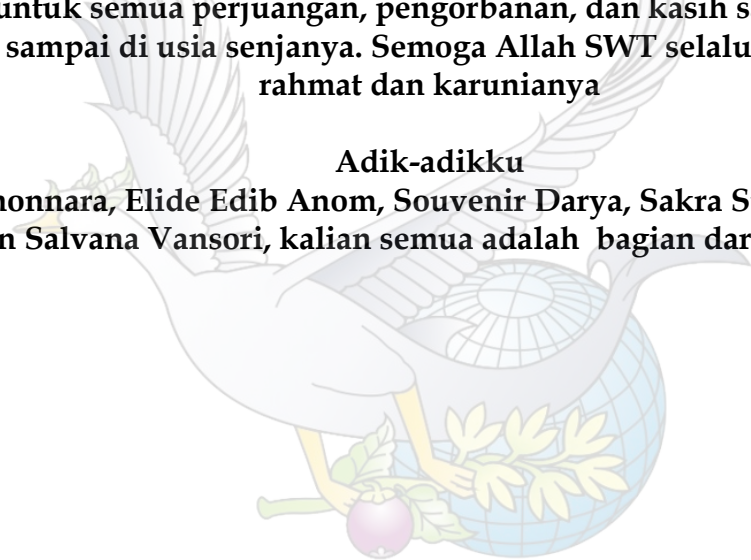 untuk semua perjuangan, pengorbanan, dan kasih s
sampai di usia senjanya. Semoga Allah SWT selalu
rahmat dan karunianya
Adik-adikku
honnara, Elide Edib Anom, Souvenir Darya, Sakra S
n Salvana Vansori, kalian semua adalah bagian dar